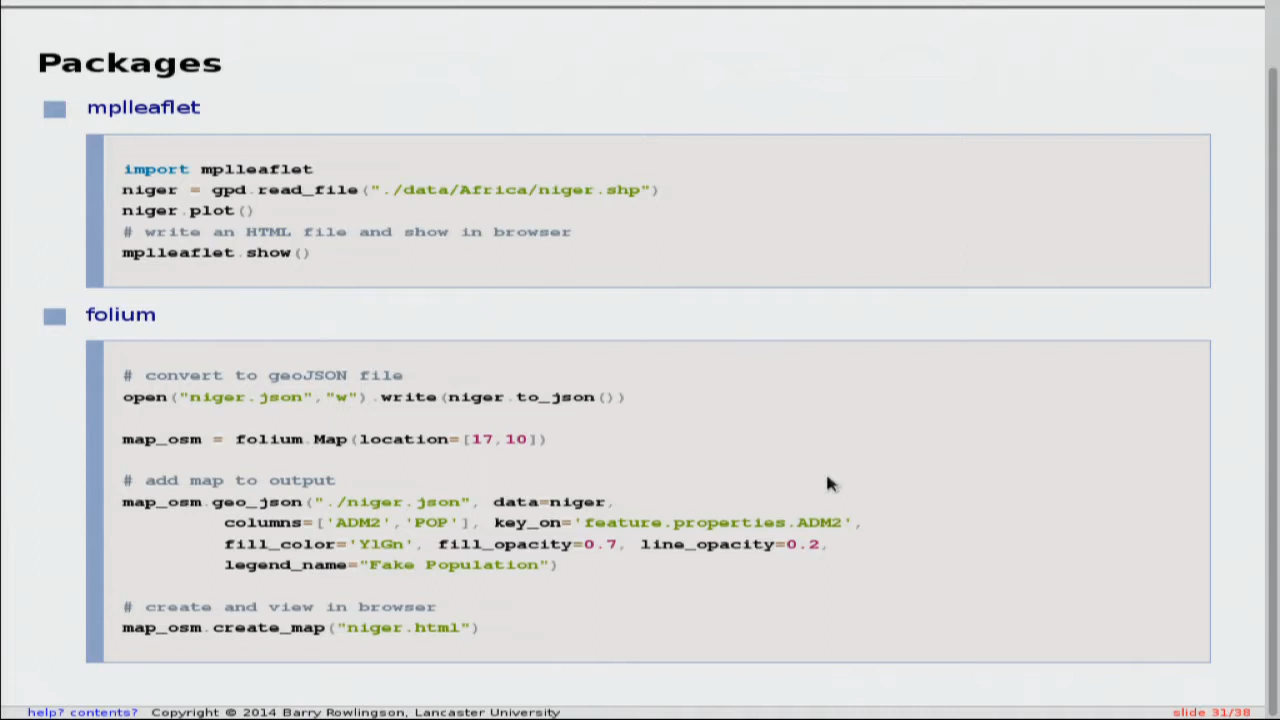 Packages
mplleaflet
import mplleaflet
niger = gpd.read_file("./data/Africa/niger.shp")
niger.plot()
# write an HTML file and show in browser
mplleaflet.show()
folium
# convert to geoJSON file
open("niger.json","w").write(niger.to_json())
map_osm = folium.Map(location=[17,10])
# add map to output
map_osm.geo_json("./niger.json", data=niger,
columns=['ADM2','POP'], key_on='feature.properties.ADM2',
fill_color='YlGn', fill_opacity=0.7, line_opacity=0.2,
legend_name="Fake Population")
# create and view in browser
map_osm.create_map("niger.html")
help? contents? Copyright © 2014 Barry Rowlingson, Lancaster University slide 31/38